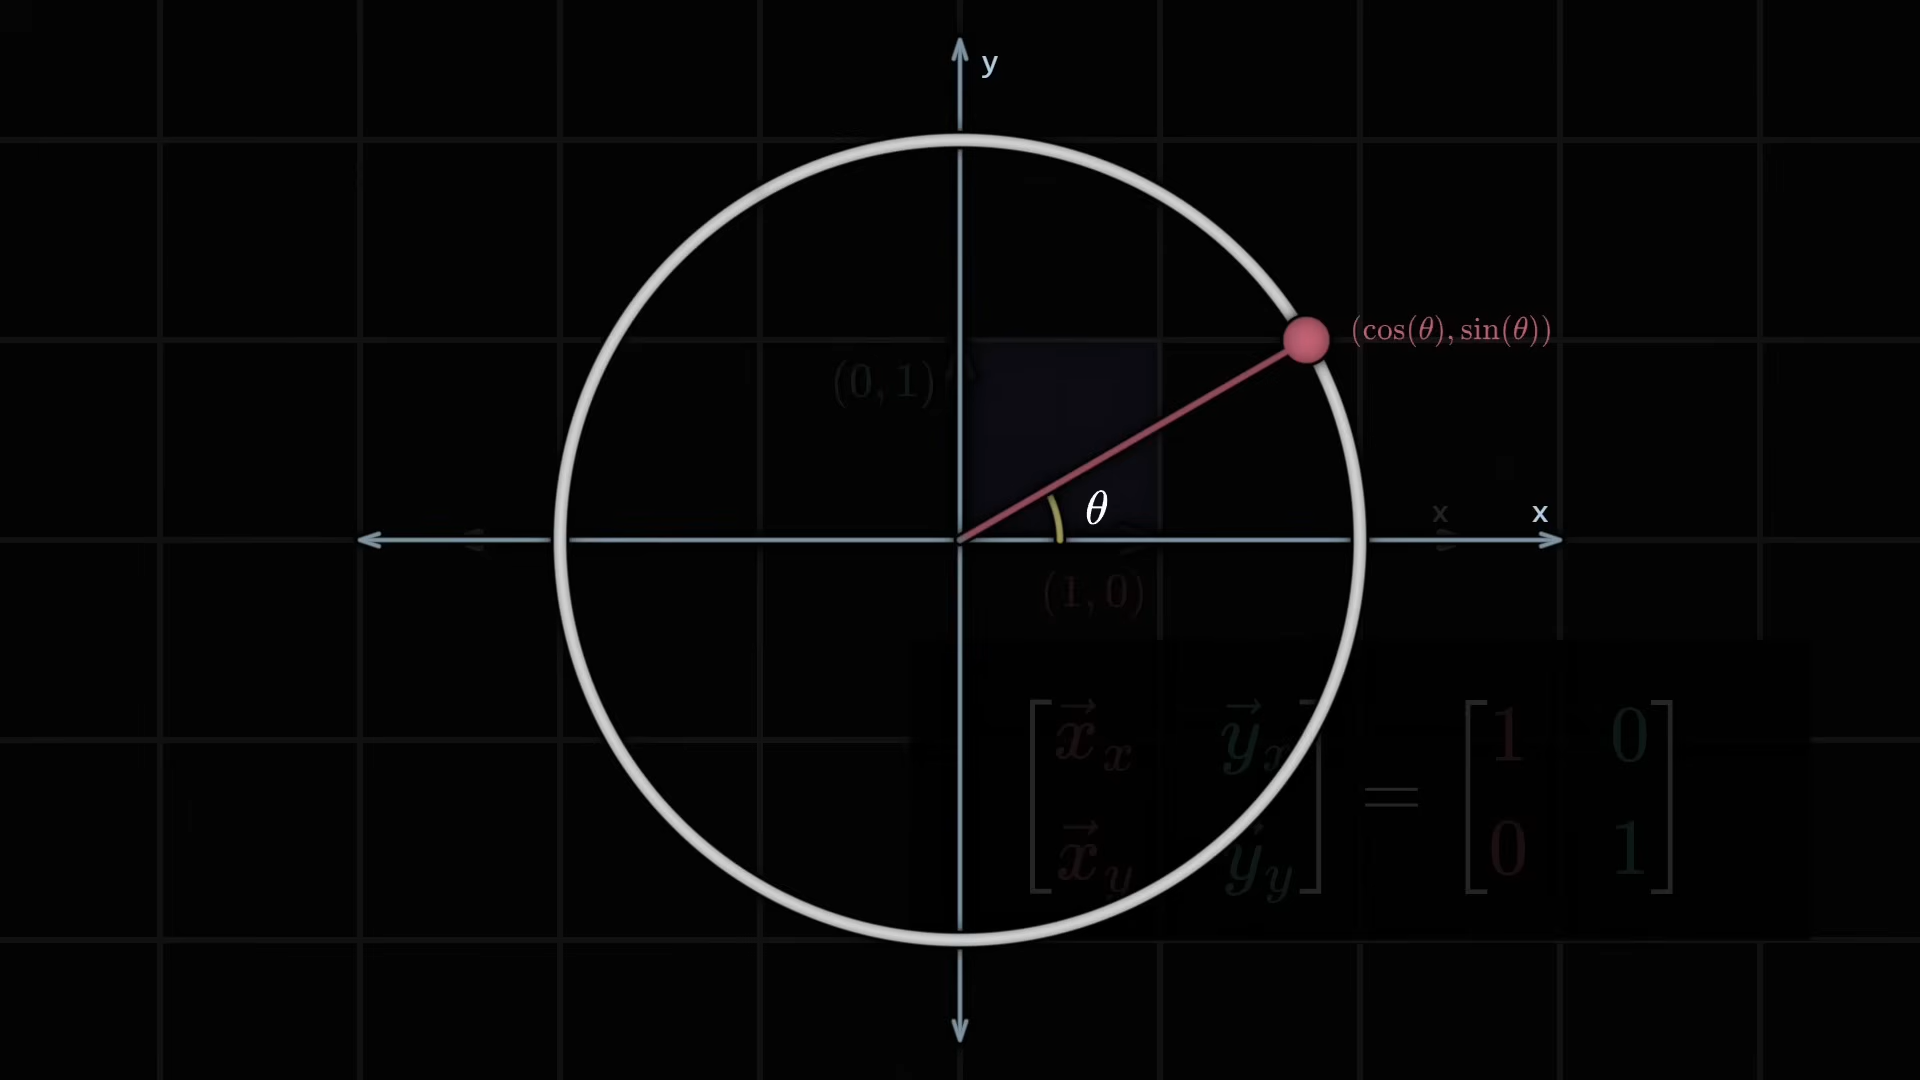 y
(cos(θ), sin(θ))
(0, 1)
θ
x x
(1, 0)
[x⃗ₓ y⃗ₓ] = [1 0]
[x⃗ᵧ y⃗ᵧ] [0 1]